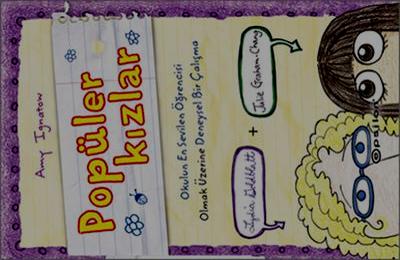 Amy Ignatow
Popüler
kızlar
Okulun En Sevilen Öğrencisi
Olmak Üzerine Deneysel Bir Çalışma
Lydia Goldblatt
+
Julie Graham-Chang
Epsilon